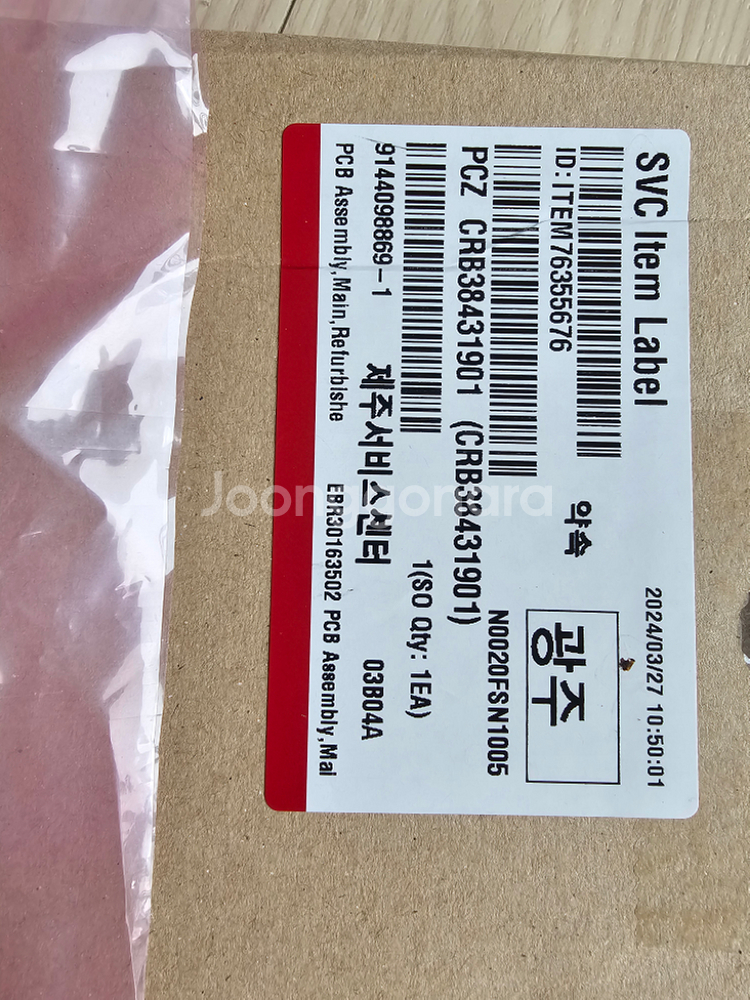 SVC Item Label
2024/03/27 10:50:01
ID:ITEM76355676
약속
광주
N0020FSN1005
PCZ CRB38431901 (CRB38431901)
1(SO Qty: 1EA)
9144098869-1
제주서비스센터
03B04A
PCB Assembly,Main,Refurbishe
EBR30163502 PCB Assembly,Mai
Joongonara